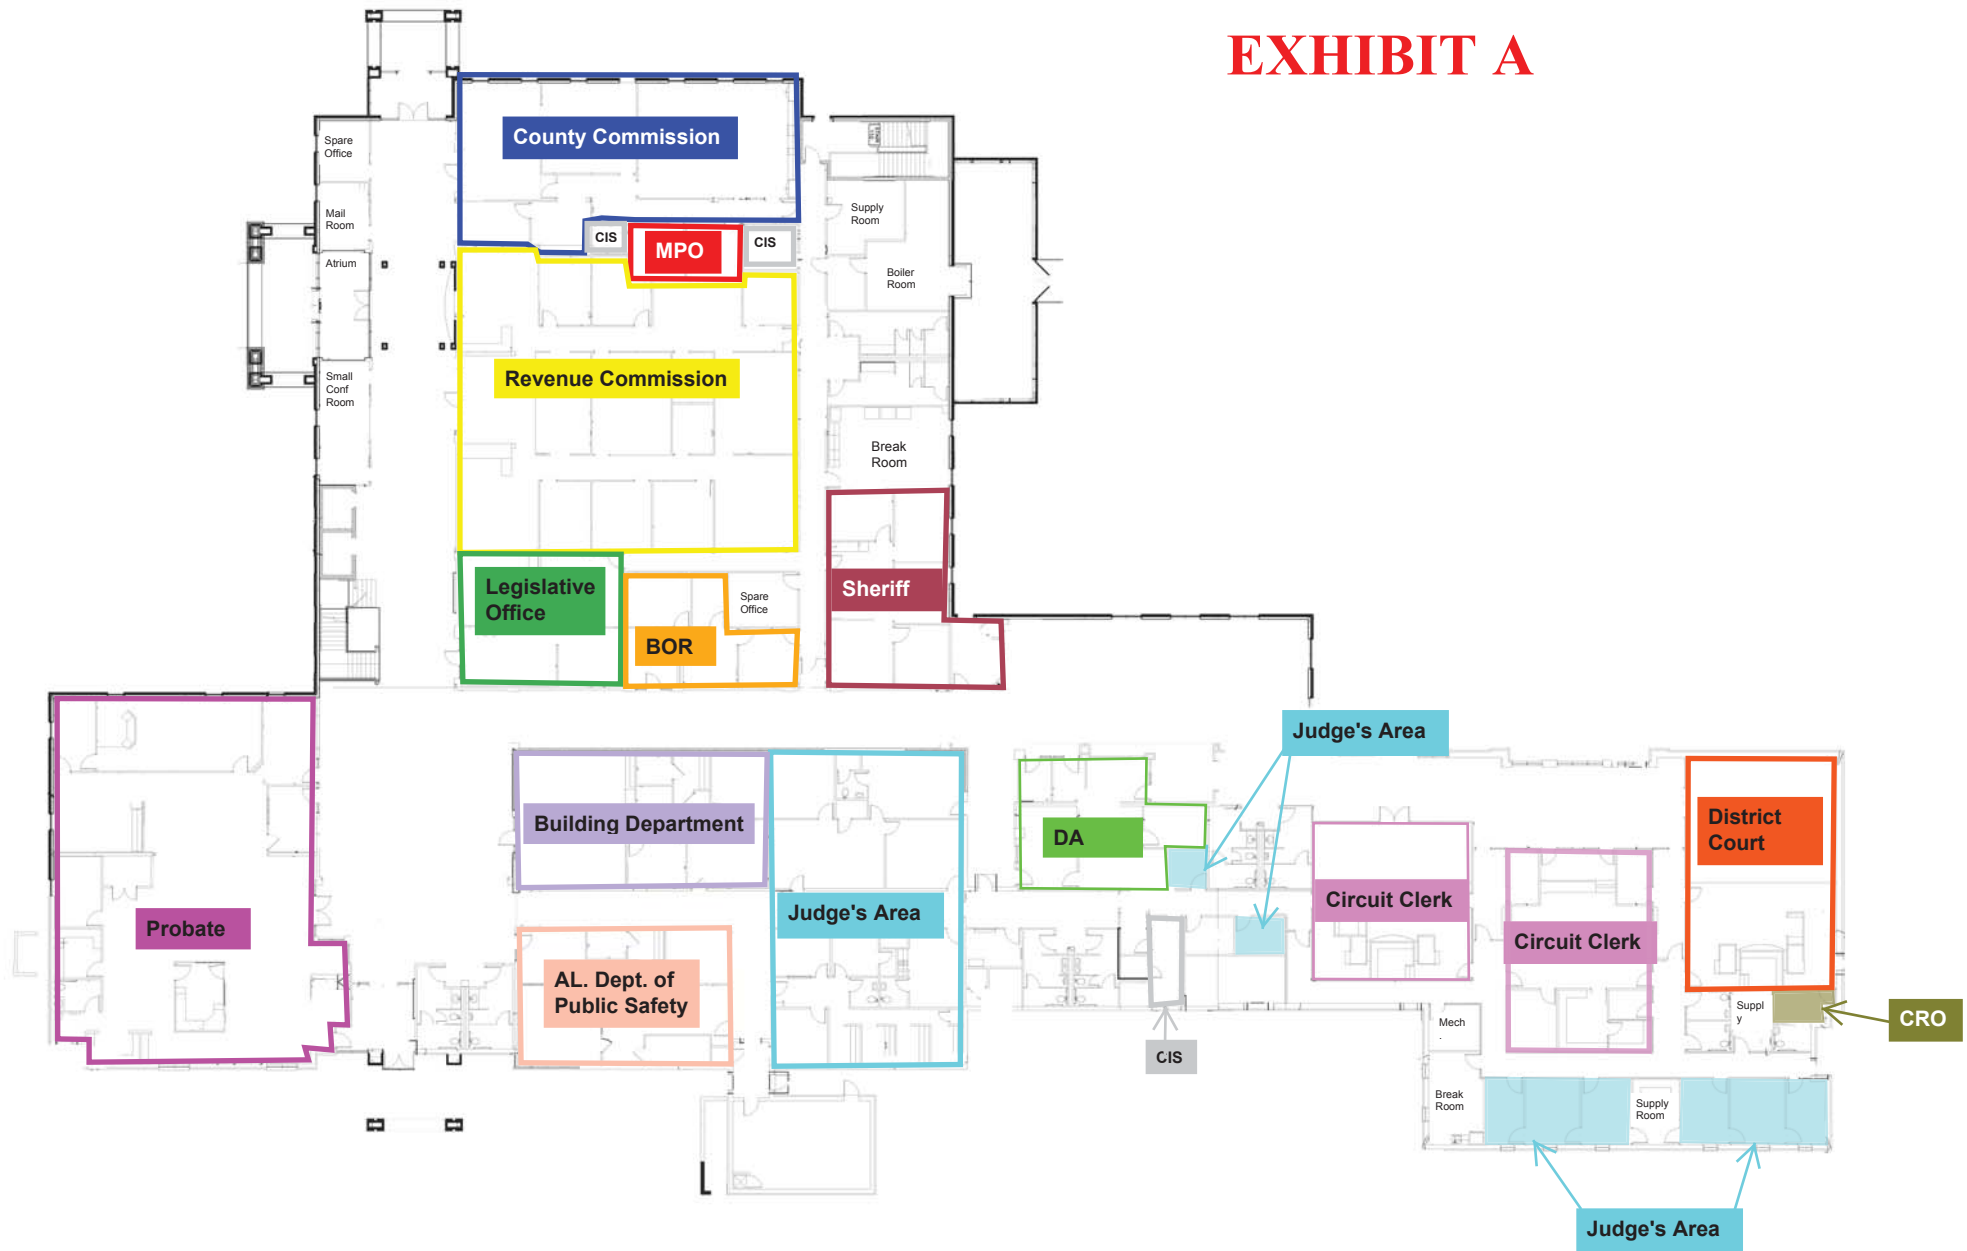 EXHIBIT A
County Commission
Spare
Office
Mail
Room
Supply
Room
CIS
MPO
CIS
Atrium
Boiler
Room
Small
Conf
Room
Revenue Commission
Break
Room
Legislative
Office
Spare
Office
Sheriff
BOR
Judge's Area
Building Department
DA
District
Court
Circuit Clerk
Judge's Area
Probate
Circuit Clerk
AL. Dept. of
Public Safety
Suppl
y
CRO
Mech
.
CIS
Break
Room
Supply
Room
Judge's Area